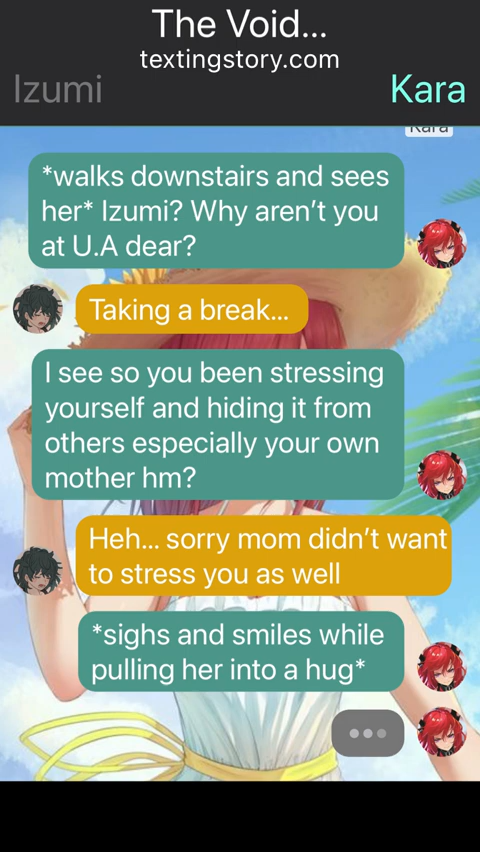 The Void...
textingstory.com
Izumi
Kara
Kara
*walks downstairs and sees
her* Izumi? Why aren't you
at U.A dear?
Taking a break...
I see so you been stressing
yourself and hiding it from
others especially your own
mother hm?
Heh... sorry mom didn't want
to stress you as well
*sighs and smiles while
pulling her into a hug*